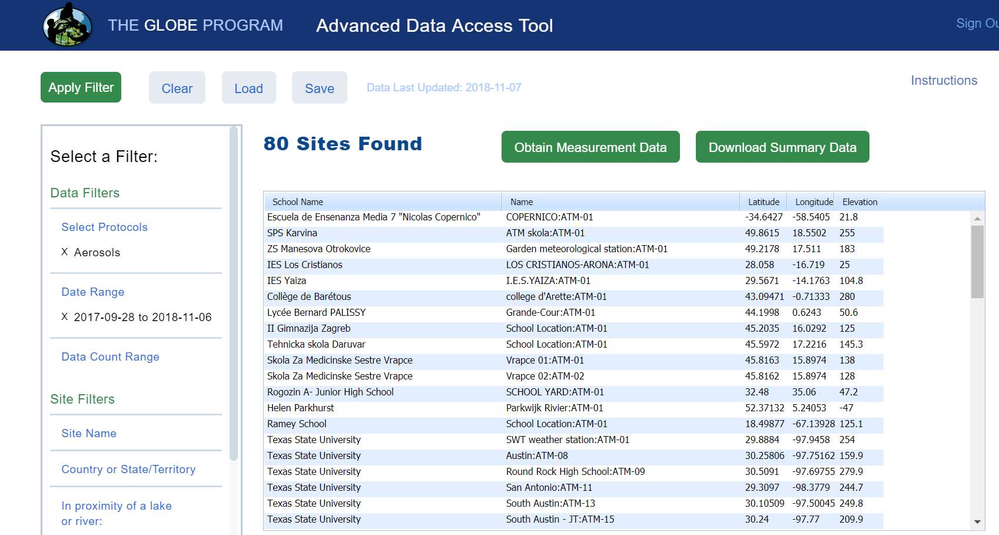 THE GLOBE PROGRAM Advanced Data Access Tool Sign Ou
Apply Filter Clear Load Save Data Last Updated: 2018-11-07 Instructions
Select a Filter:
Data Filters
Select Protocols
X Aerosols
Date Range
X 2017-09-28 to 2018-11-06
Data Count Range
Site Filters
Site Name
Country or State/Territory
In proximity of a lake
or river:
80 Sites Found Obtain Measurement Data Download Summary Data
School Name Name Latitude Longitude Elevation
Escuela de Ensenanza Media 7 "Nicolas Copernico" COPERNICO:ATM-01 -34.6427 -58.5405 21.8
SPS Karvina ATM skola:ATM-01 49.8615 18.5502 255
ZS Manesova Otrokovice Garden meteorological station:ATM-01 49.2178 17.511 183
IES Los Cristianos LOS CRISTIANOS-ARONA:ATM-01 28.058 -16.719 25
IES Yaiza I.E.S.YAIZA:ATM-01 29.5671 -14.1763 104.8
Collège de Barétous college d'Arette:ATM-01 43.09471 -0.71333 280
Lycée Bernard PALISSY Grande-Cour:ATM-01 44.1998 0.6243 50.6
II Gimnazija Zagreb School Location:ATM-01 45.2035 16.0292 125
Tehnicka skola Daruvar School Location:ATM-01 45.5972 17.2216 145.3
Skola Za Medicinske Sestre Vrapce Vrapce 01:ATM-01 45.8163 15.8974 138
Skola Za Medicinske Sestre Vrapce Vrapce 02:ATM-02 45.8162 15.8974 128
Rogozin A- Junior High School SCHOOL YARD:ATM-01 32.48 35.06 47.2
Helen Parkhurst Parkwijk Rivier:ATM-01 52.37132 5.24053 -47
Ramey School School Location:ATM-01 18.49877 -67.13928 125.1
Texas State University SWT weather station:ATM-01 29.8884 -97.9458 254
Texas State University Austin:ATM-08 30.25806 -97.75162 159.9
Texas State University Round Rock High School:ATM-09 30.5091 -97.69755 279.9
Texas State University San Antonio:ATM-11 29.3097 -98.3779 244.7
Texas State University South Austin:ATM-13 30.10509 -97.50045 249.8
Texas State University South Austin - JT:ATM-15 30.24 -97.77 209.9